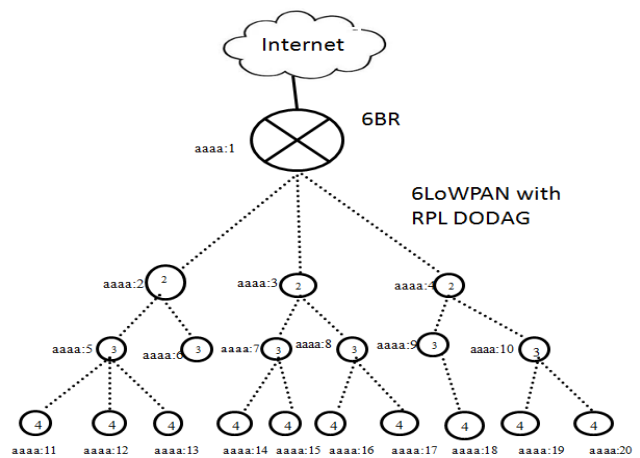 Internet
6BR
aaaa:1
6LoWPAN with
RPL DODAG
aaaa:2 2 aaaa:3 2 aaaa:4 2
aaaa:5 3 aaaa:6 3 aaaa:7 3 aaaa:8 3 aaaa:9 3 aaaa:10 3
4 4 4 4 4 4 4 4 4 4
aaaa:11 aaaa:12 aaaa:13 aaaa:14 aaaa:15 aaaa:16 aaaa:17 aaaa:18 aaaa:19 aaaa:20